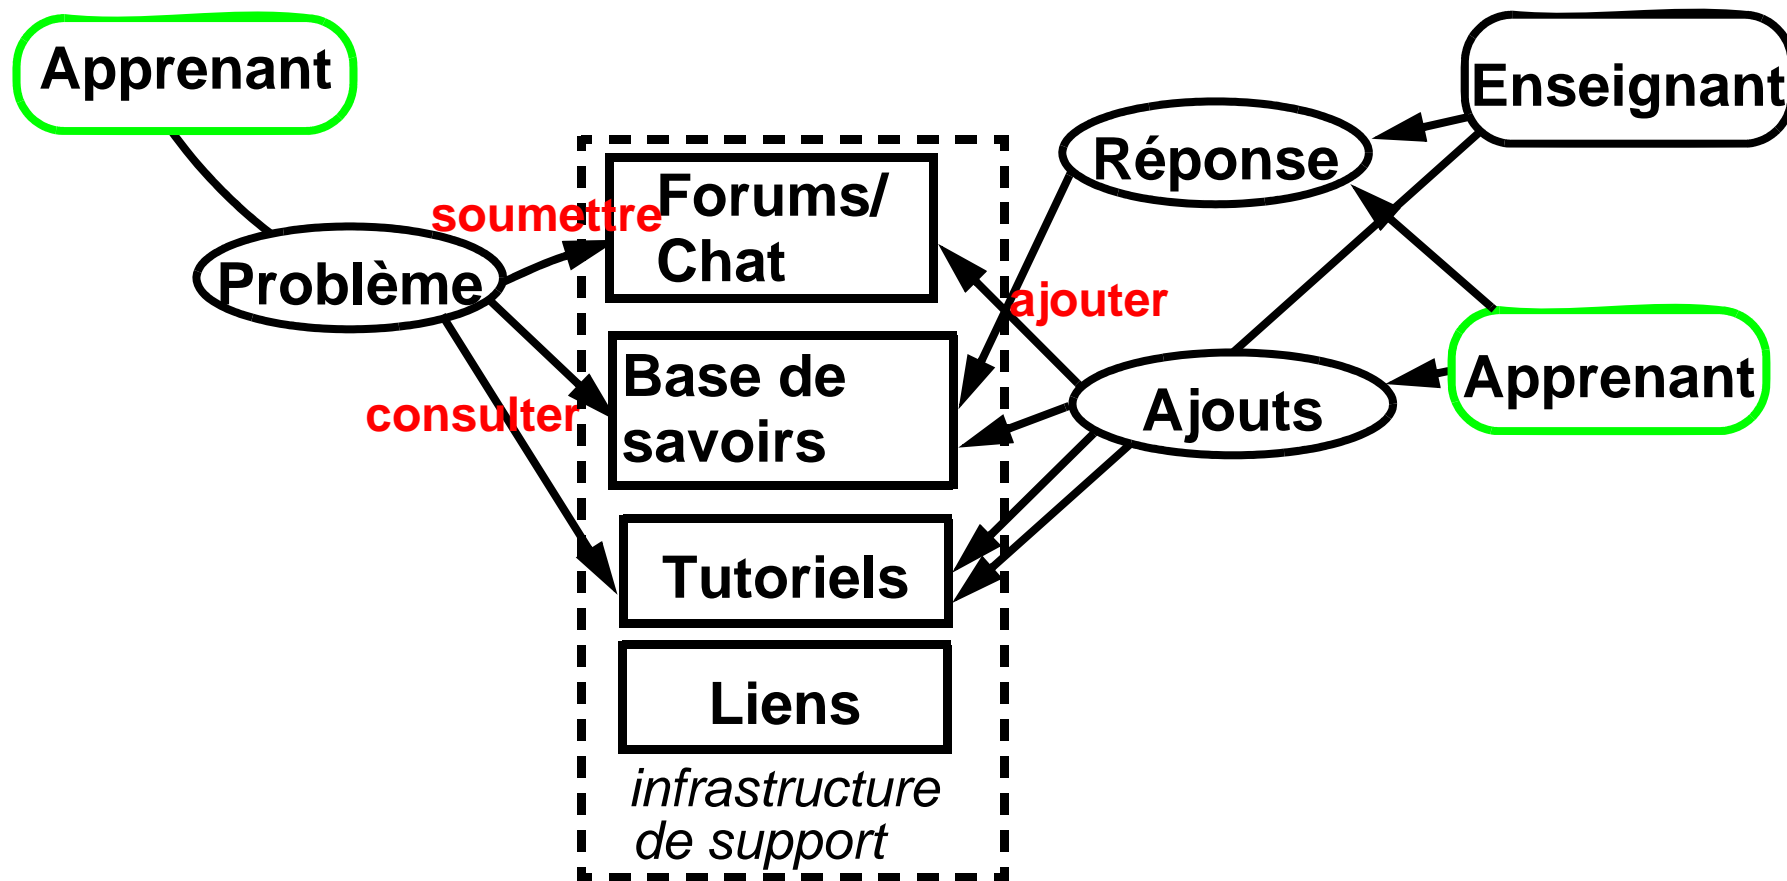 Apprenant
Enseignant
Réponse
Forums/
Chat
soumettre
Problème
ajouter
Base de
savoirs
consulter
Ajouts
Apprenant
Tutoriels
Liens
infrastructure
de support